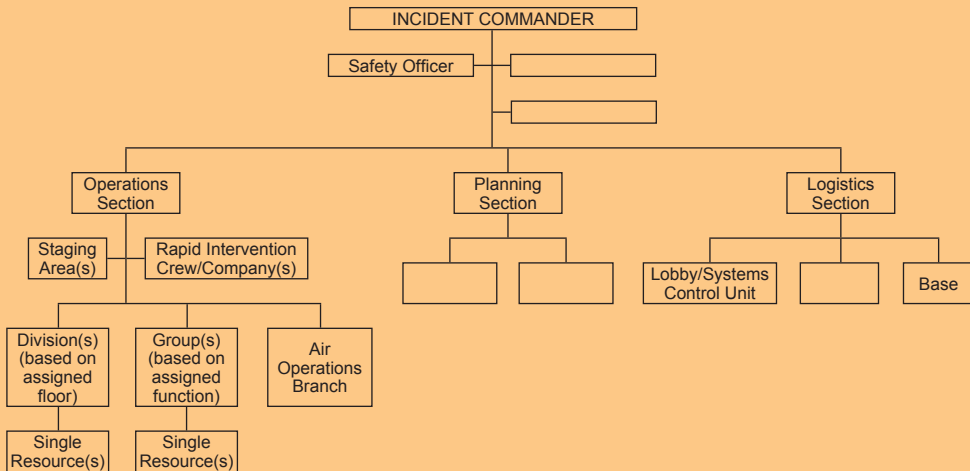 INCIDENT COMMANDER
Safety Officer
Operations
Section
Planning
Section
Logistics
Section
Staging
Area(s)
Rapid Intervention
Crew/Company(s)
Lobby/Systems
Control Unit
Base
Division(s)
(based on
assigned
floor)
Group(s)
(based on
assigned
function)
Air
Operations
Branch
Single
Resource(s)
Single
Resource(s)